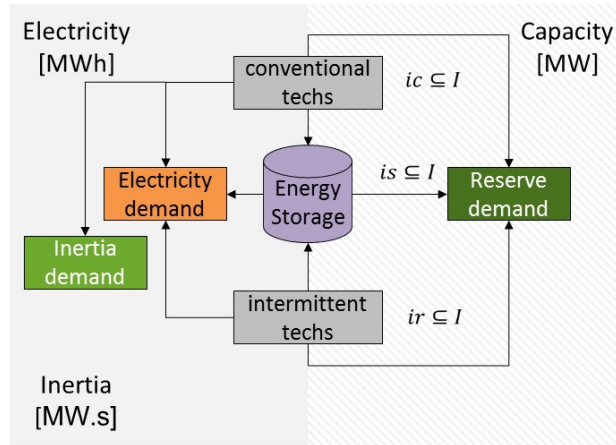 Electricity
[MWh]
Capacity
[MW]
conventional
techs
ic ⊆ I
Electricity
demand
Energy
Storage
is ⊆ I
Reserve
demand
Inertia
demand
intermittent
techs
ir ⊆ I
Inertia
[MW.s]